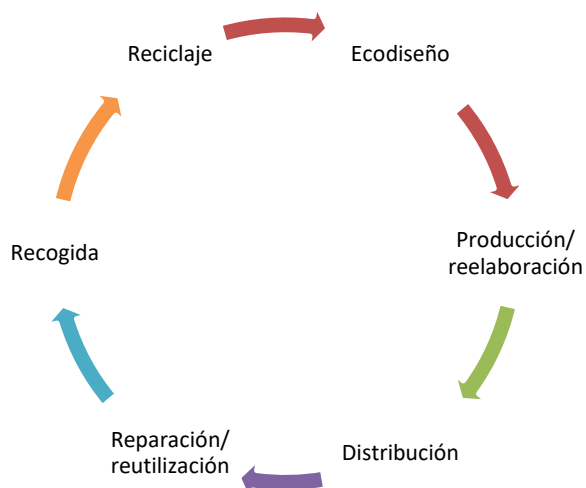 Reciclaje
Ecodiseño
Producción/
reelaboración
Distribución
Reparación/
reutilización
Recogida